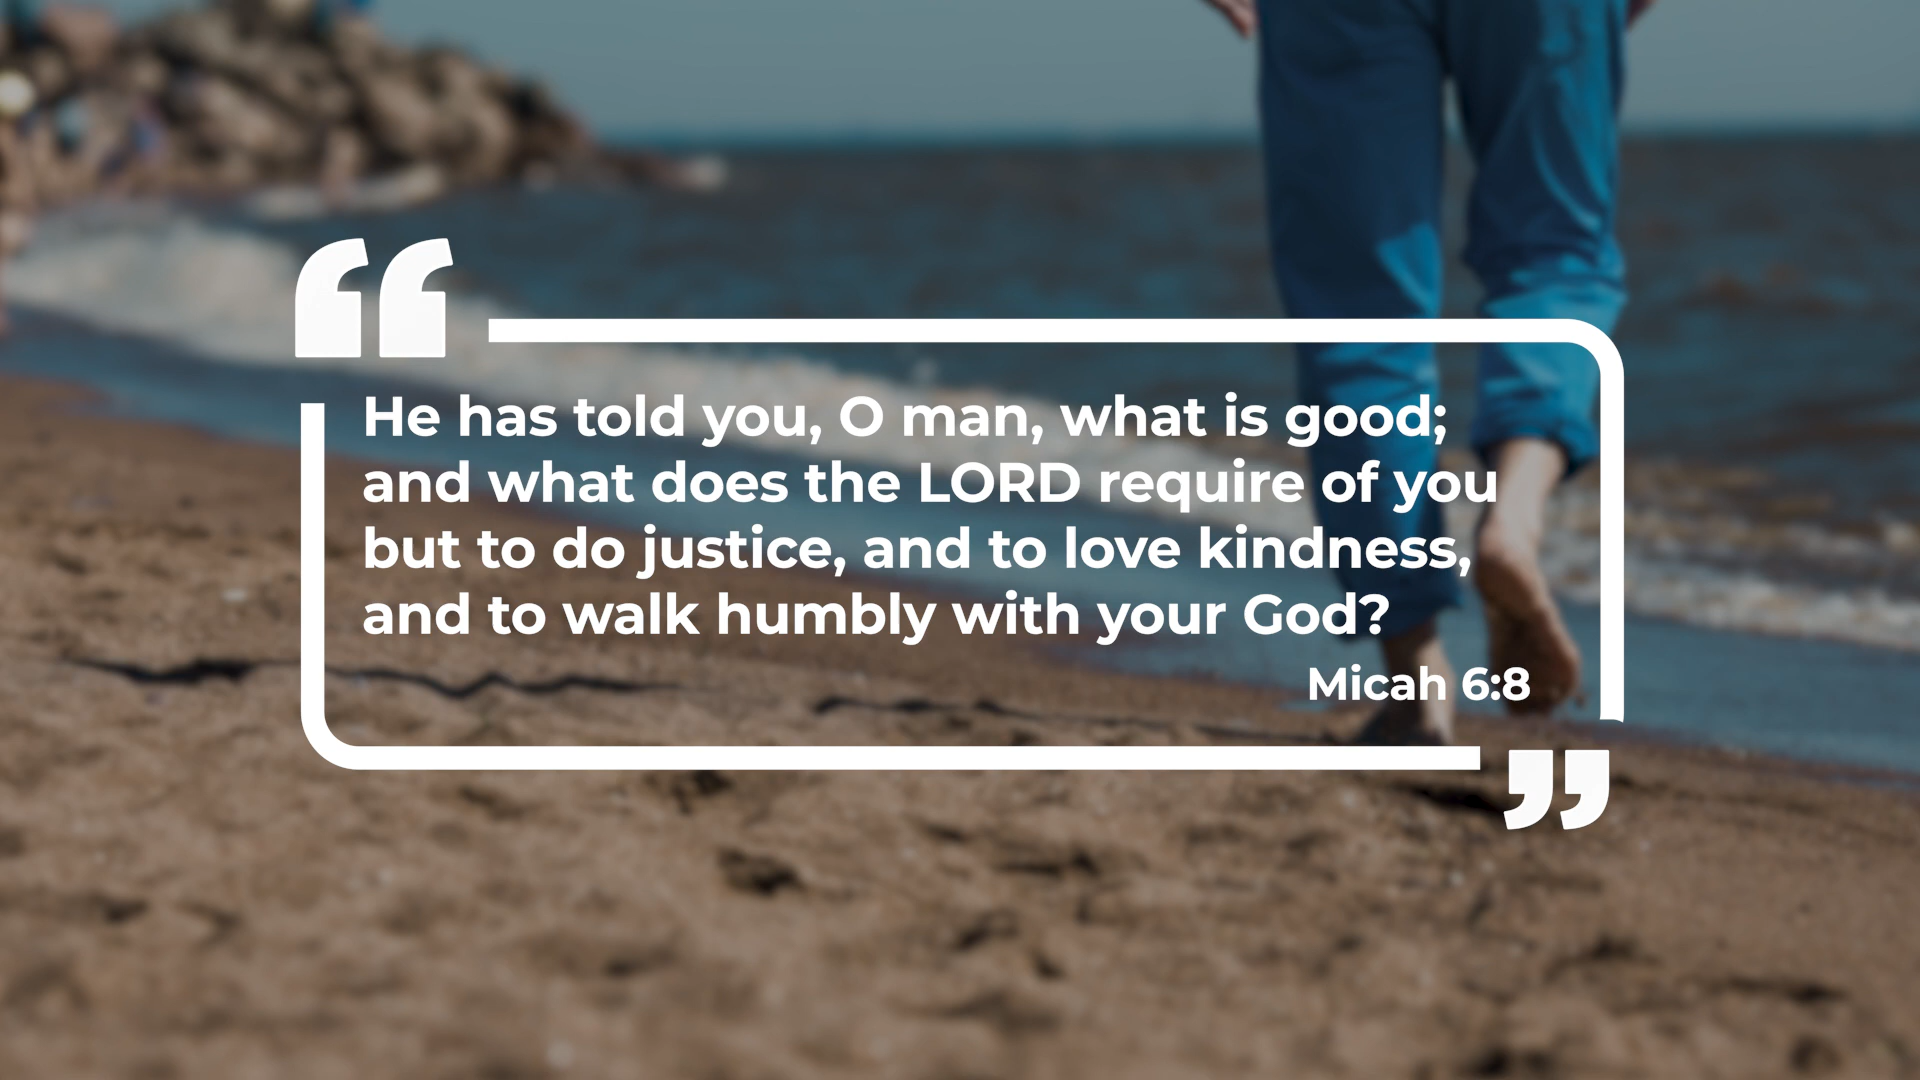 He has told you, O man, what is good;
and what does the LORD require of you
but to do justice, and to love kindness,
and to walk humbly with your God?
Micah 6:8